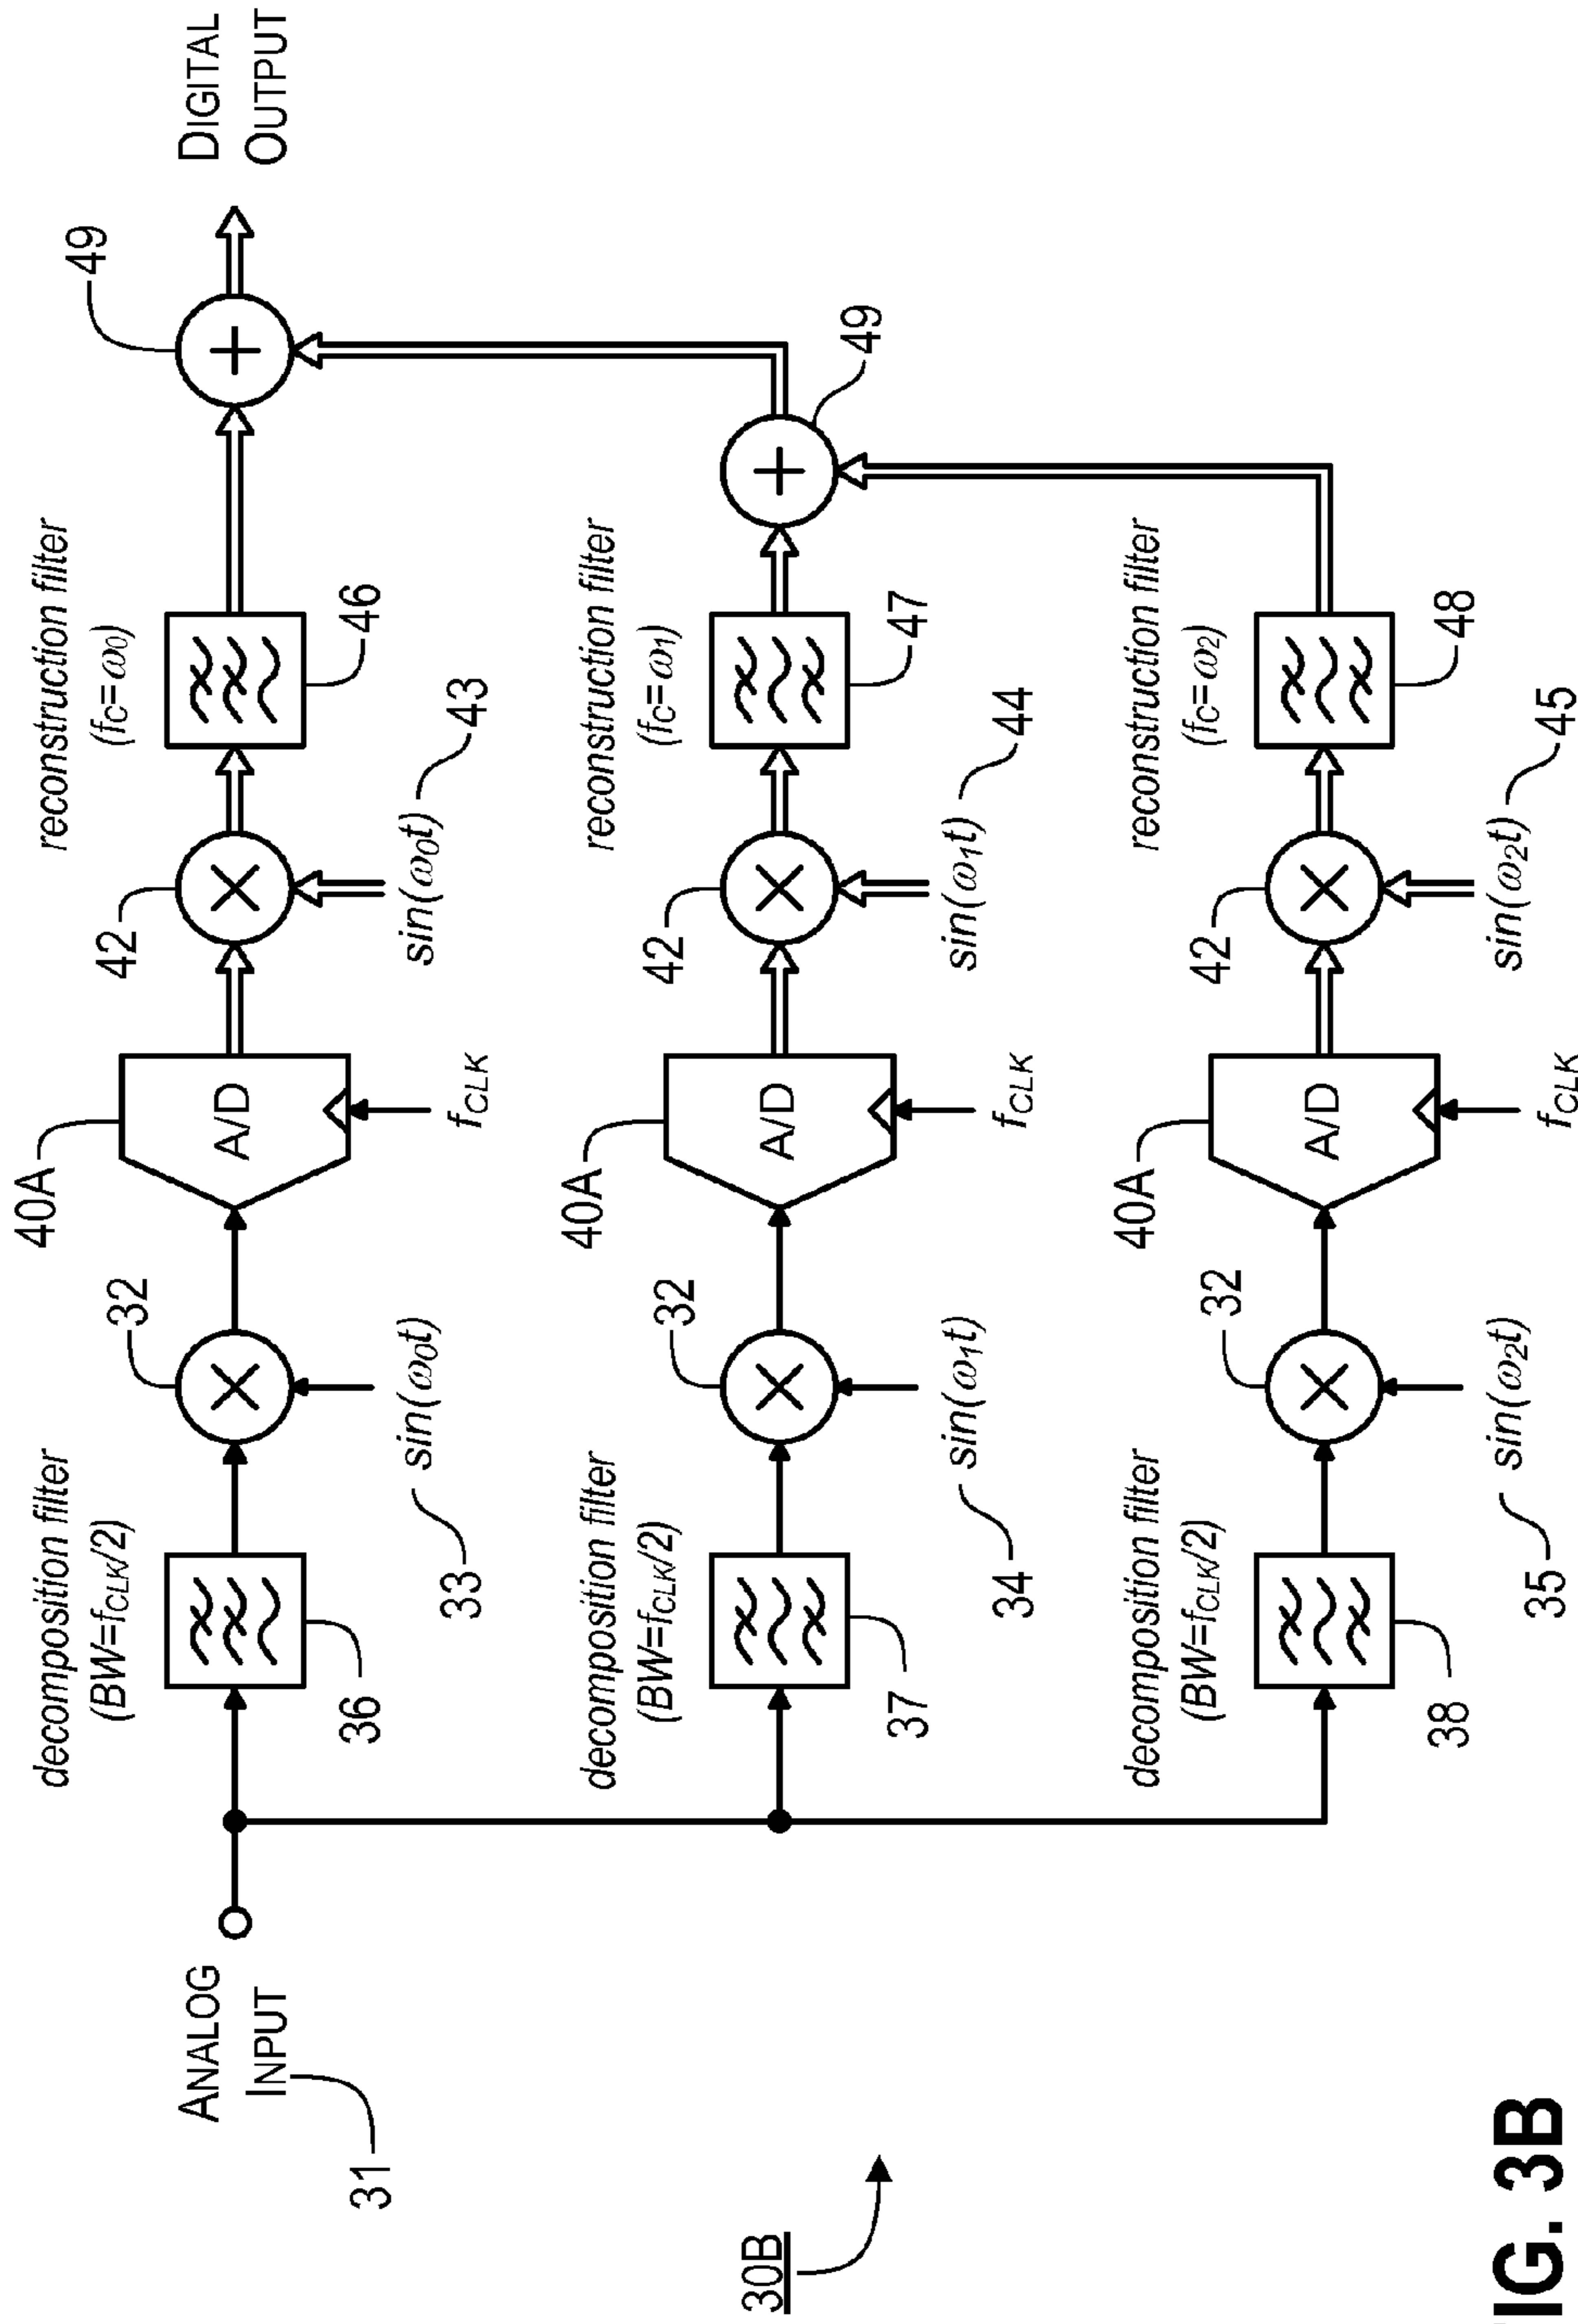 ANALOG
INPUT
31
decomposition filter
(BW=fCLK/2)
36
32
33
sin(ω0t)
40A
A/D
fCLK
42
sin(ω0t)
43
reconstruction filter
(fC=ω0)
46
49
DIGITAL
OUTPUT
decomposition filter
(BW=fCLK/2)
37
32
34
sin(ω1t)
40A
A/D
fCLK
42
sin(ω1t)
44
reconstruction filter
(fC=ω1)
47
49
decomposition filter
(BW=fCLK/2)
38
32
35
sin(ω2t)
40A
A/D
fCLK
42
sin(ω2t)
45
reconstruction filter
(fC=ω2)
48
30B
IG. 3B